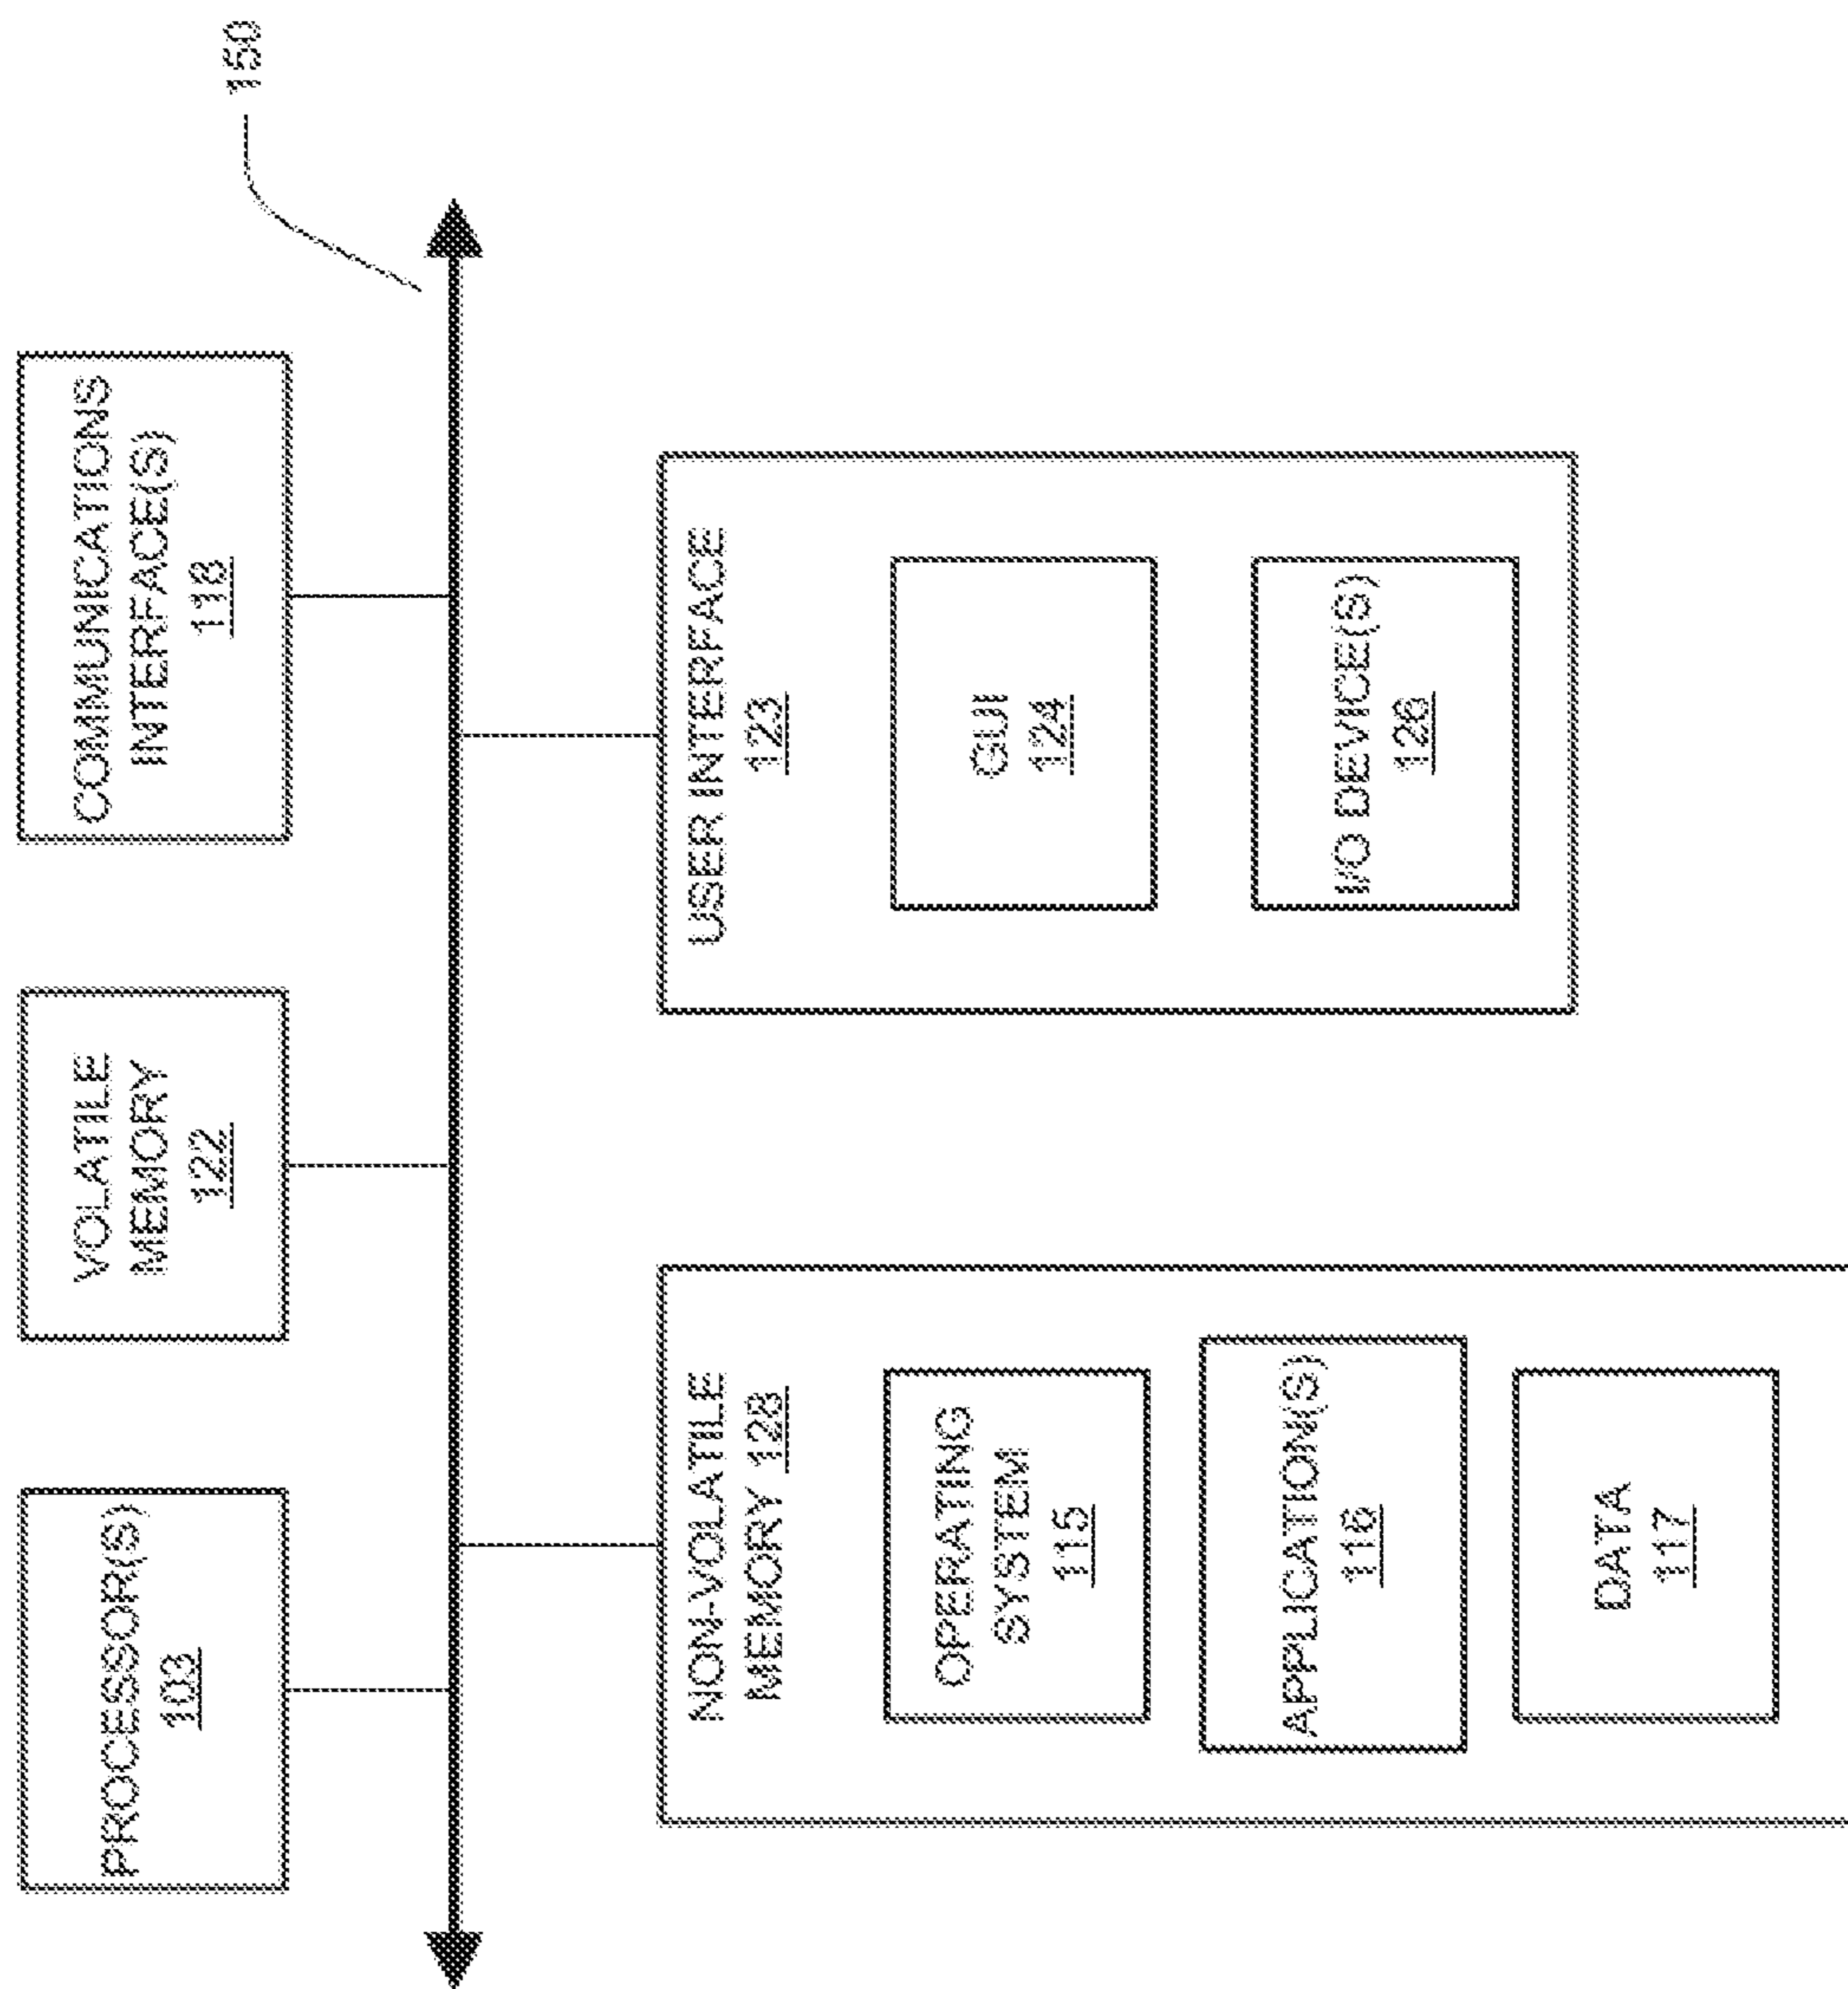 150
PROCESSOR(S)
103
VOLATILE
MEMORY
122
COMMUNICATIONS
INTERFACE(S)
118
NON-VOLATILE
MEMORY 128
OPERATING
SYSTEM
115
APPLICATION(S)
116
DATA
117
USER INTERFACE
123
GUI
124
I/O DEVICE(S)
126